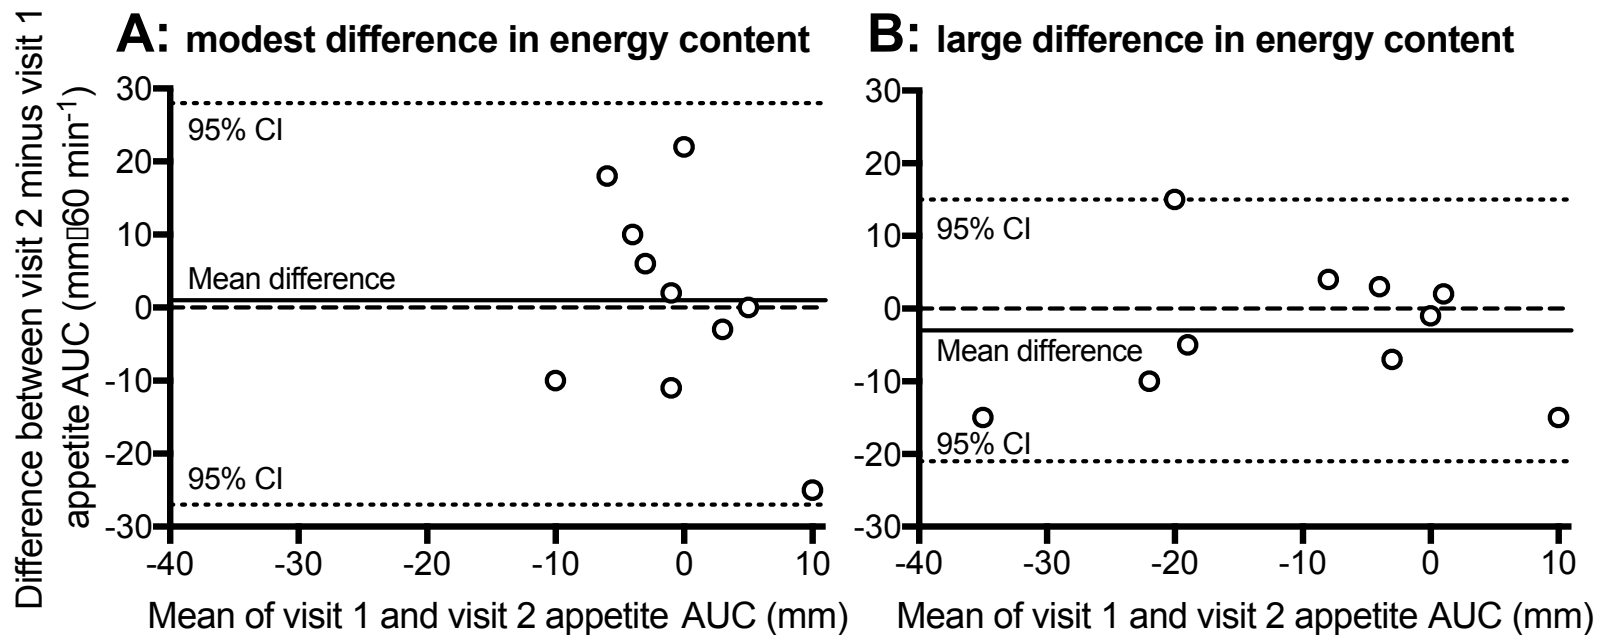 Difference between visit 2 minus visit 1
appetite AUC (mm▯60 min-1)
A: modest difference in energy content
30
20
10
0
-10
-20
-30
95% CI
Mean difference
95% CI
-40 -30 -20 -10 0 10
Mean of visit 1 and visit 2 appetite AUC (mm)
B: large difference in energy content
30
20
10
0
-10
-20
-30
95% CI
Mean difference
95% CI
-40 -30 -20 -10 0 10
Mean of visit 1 and visit 2 appetite AUC (mm)